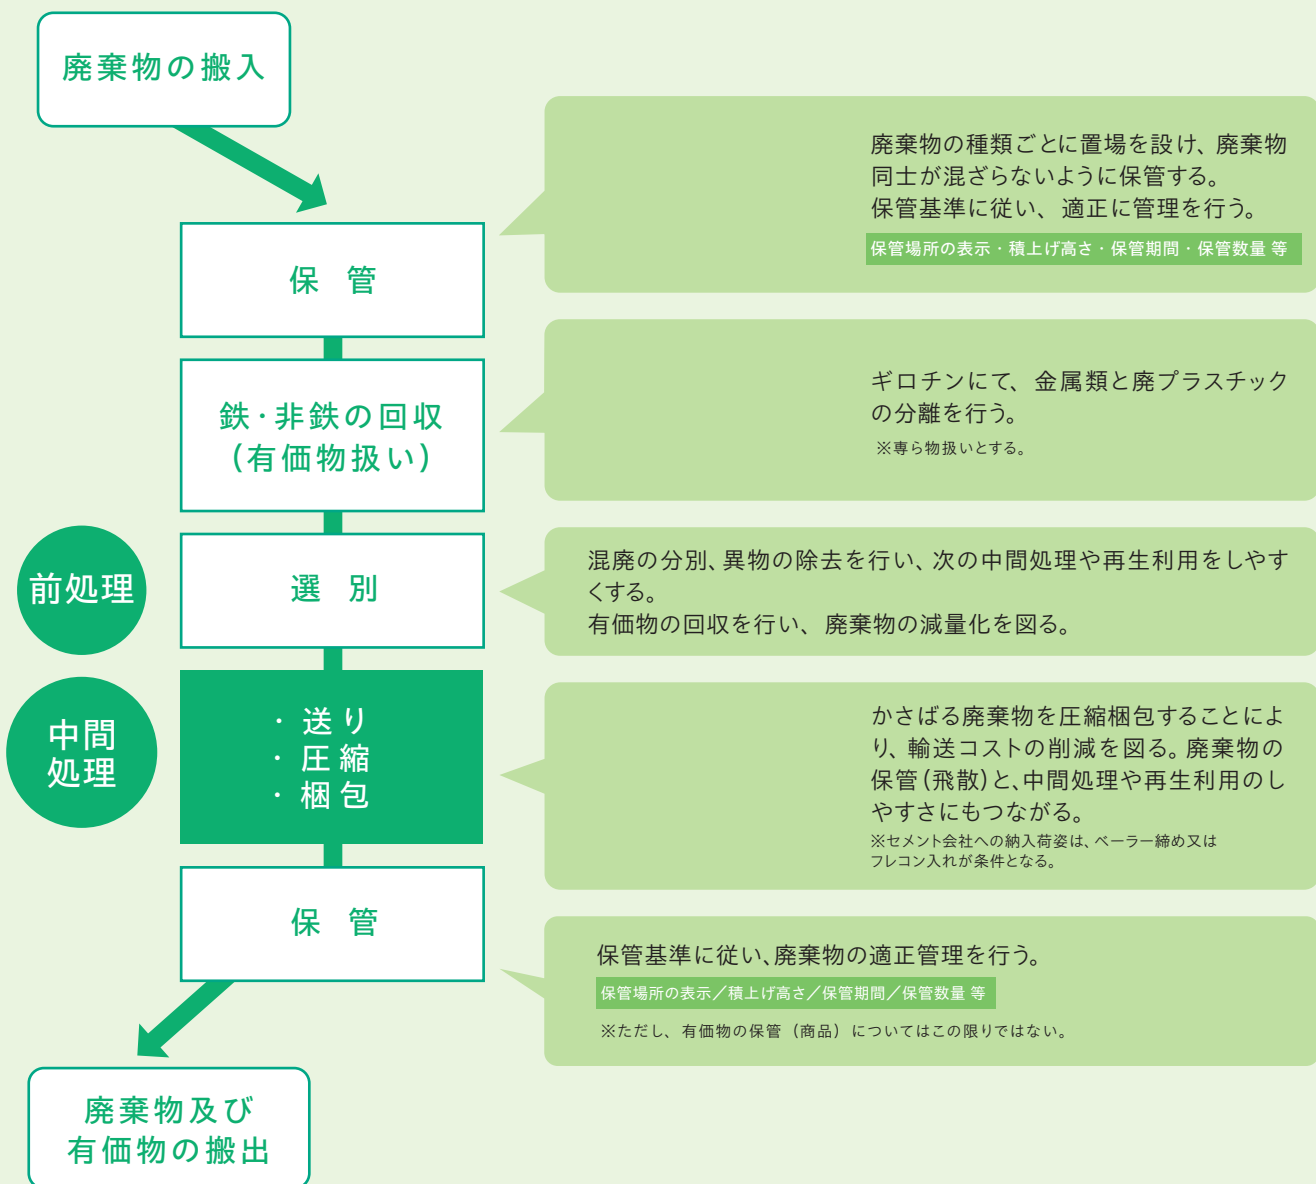 廃棄物の搬入
廃棄物の種類ごとに置場を設け、廃棄物
同士が混ざらないように保管する。
保管基準に従い、適正に管理を行う。
保管場所の表示・積上げ高さ・保管期間・保管数量 等
保 管
鉄・非鉄の回収
(有価物扱い)
ギロチンにて、金属類と廃プラスチック
の分離を行う。
※専ら物扱いとする。
前処理
選 別
混廃の分別、異物の除去を行い、次の中間処理や再生利用をしやす
くする。
有価物の回収を行い、廃棄物の減量化を図る。
中間
処理
・送り
・圧縮
・梱包
かさばる廃棄物を圧縮梱包することによ
り、輸送コストの削減を図る。廃棄物の
保管(飛散)と、中間処理や再生利用のし
やすさにもつながる。
※セメント会社への納入荷姿は、ベーラー締め又は
フレコン入れが条件となる。
保 管
保管基準に従い、廃棄物の適正管理を行う。
保管場所の表示／積上げ高さ／保管期間／保管数量 等
※ただし、有価物の保管（商品）についてはこの限りではない。
廃棄物及び
有価物の搬出